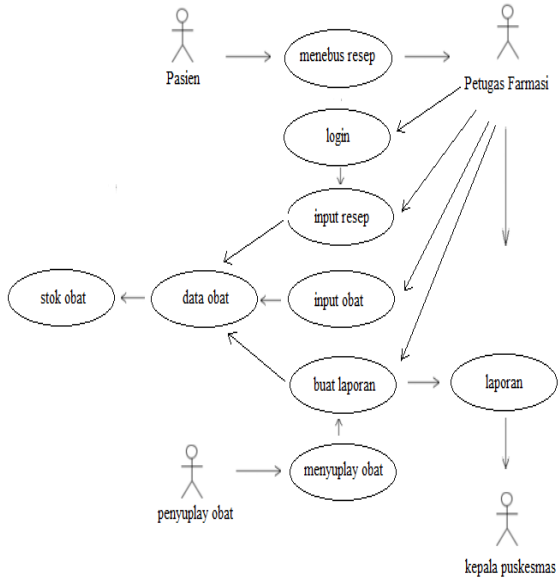 menebus resep
Pasien
Petugas Farmasi
login
input resep
stok obat
data obat
input obat
buat laporan
laporan
menyuplay obat
penyuplay obat
kepala puskesmas